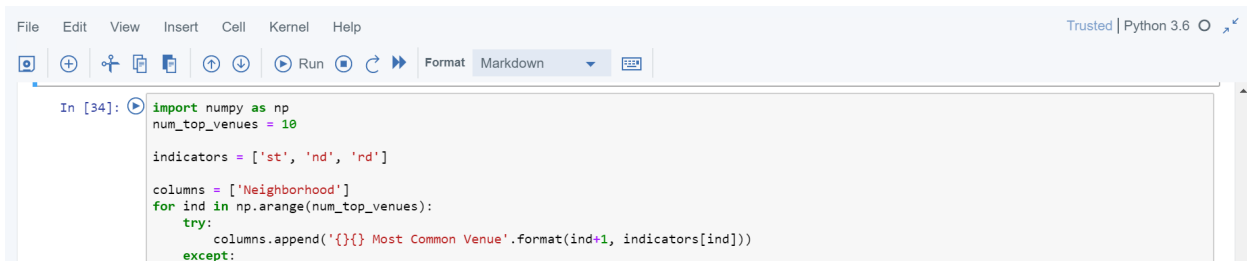 File Edit View Insert Cell Kernel Help Trusted | Python 3.6
Run Format Markdown
In [34]: import numpy as np
num_top_venues = 10
indicators = ['st', 'nd', 'rd']
columns = ['Neighborhood']
for ind in np.arange(num_top_venues):
    try:
        columns.append('{}{} Most Common Venue'.format(ind+1, indicators[ind]))
    except: